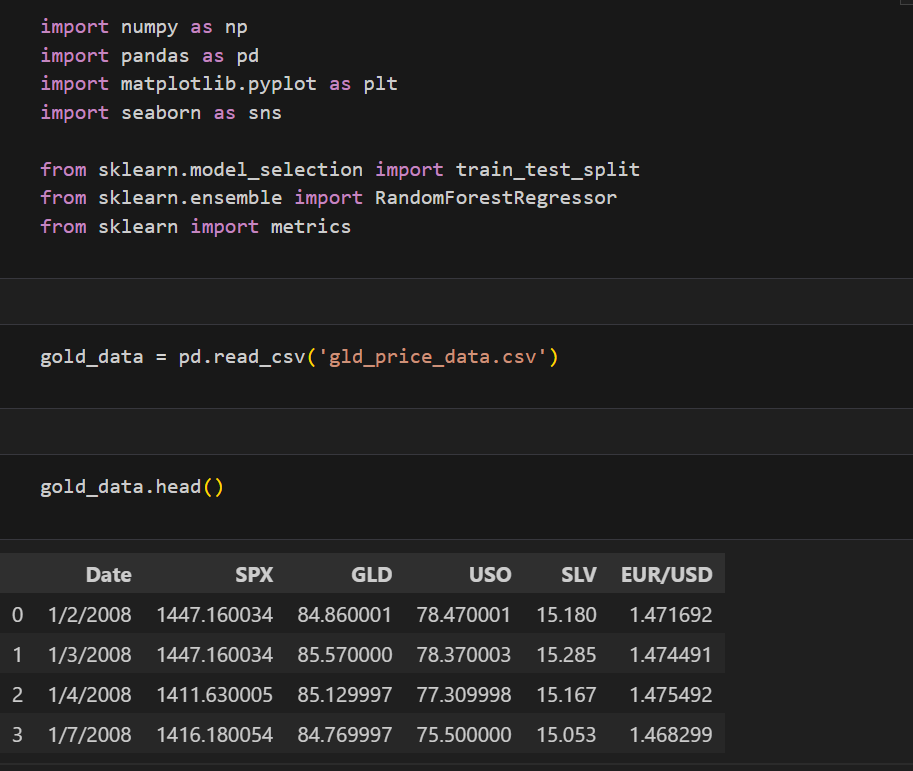 import numpy as np
import pandas as pd
import matplotlib.pyplot as plt
import seaborn as sns
from sklearn.model_selection import train_test_split
from sklearn.ensemble import RandomForestRegressor
from sklearn import metrics
gold_data = pd.read_csv('gld_price_data.csv')
gold_data.head()
Date SPX GLD USO SLV EUR/USD
0 1/2/2008 1447.160034 84.860001 78.470001 15.180 1.471692
1 1/3/2008 1447.160034 85.570000 78.370003 15.285 1.474491
2 1/4/2008 1411.630005 85.129997 77.309998 15.167 1.475492
3 1/7/2008 1416.180054 84.769997 75.500000 15.053 1.468299